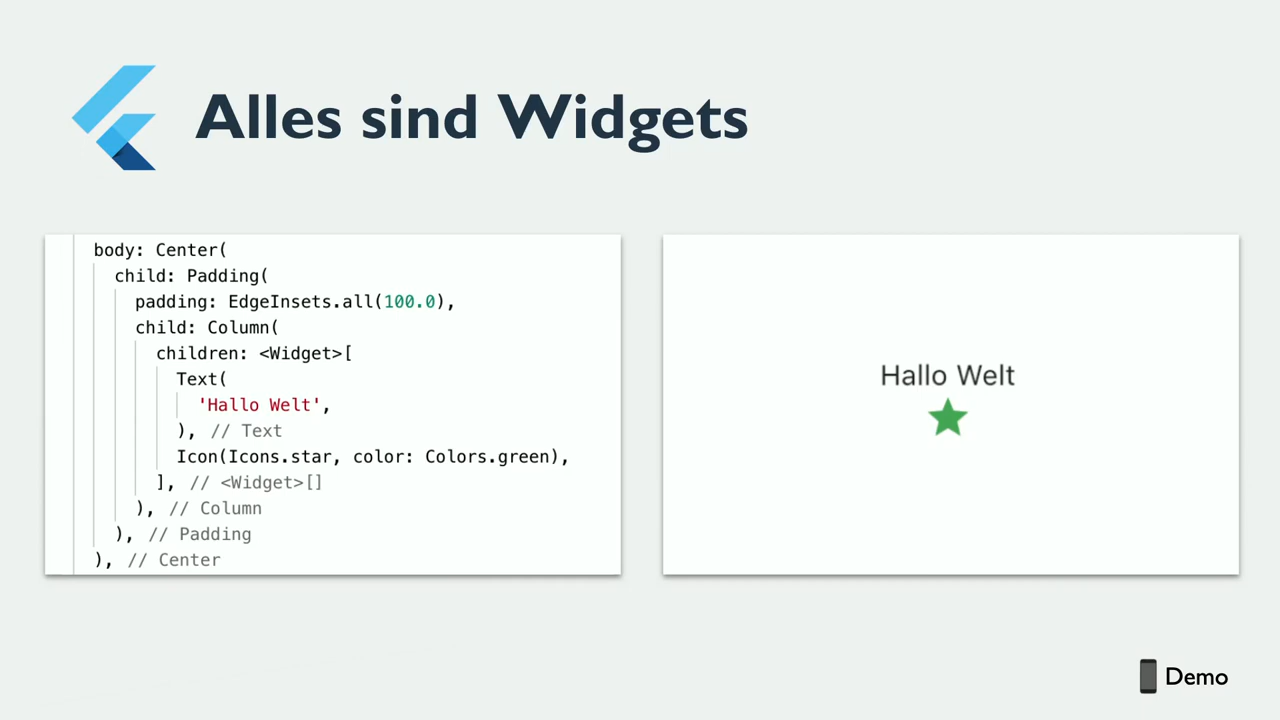 Alles sind Widgets
body: Center(
child: Padding(
padding: EdgeInsets.all(100.0),
child: Column(
children: <Widget>[
Text(
'Hallo Welt',
), // Text
Icon(Icons.star, color: Colors.green),
], // <Widget>[]
), // Column
), // Padding
), // Center
Hallo Welt
Demo